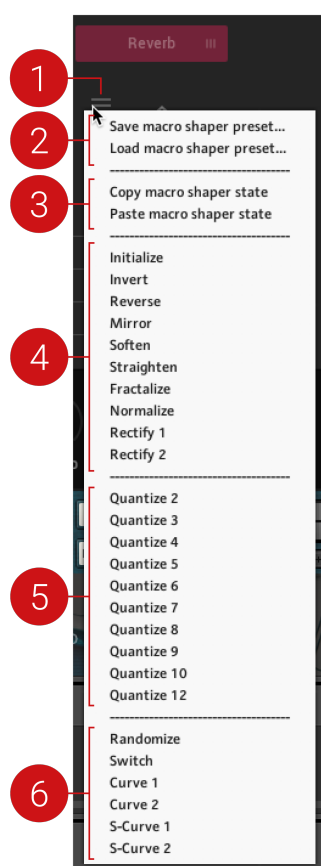 Reverb
1
2
Save macro shaper preset...
Load macro shaper preset...
------------------------------------
3
Copy macro shaper state
Paste macro shaper state
------------------------------------
4
Initialize
Invert
Reverse
Mirror
Soften
Straighten
Fractalize
Normalize
Rectify 1
Rectify 2
------------------------------------
5
Quantize 2
Quantize 3
Quantize 4
Quantize 5
Quantize 6
Quantize 7
Quantize 8
Quantize 9
Quantize 10
Quantize 12
------------------------------------
6
Randomize
Switch
Curve 1
Curve 2
S-Curve 1
S-Curve 2